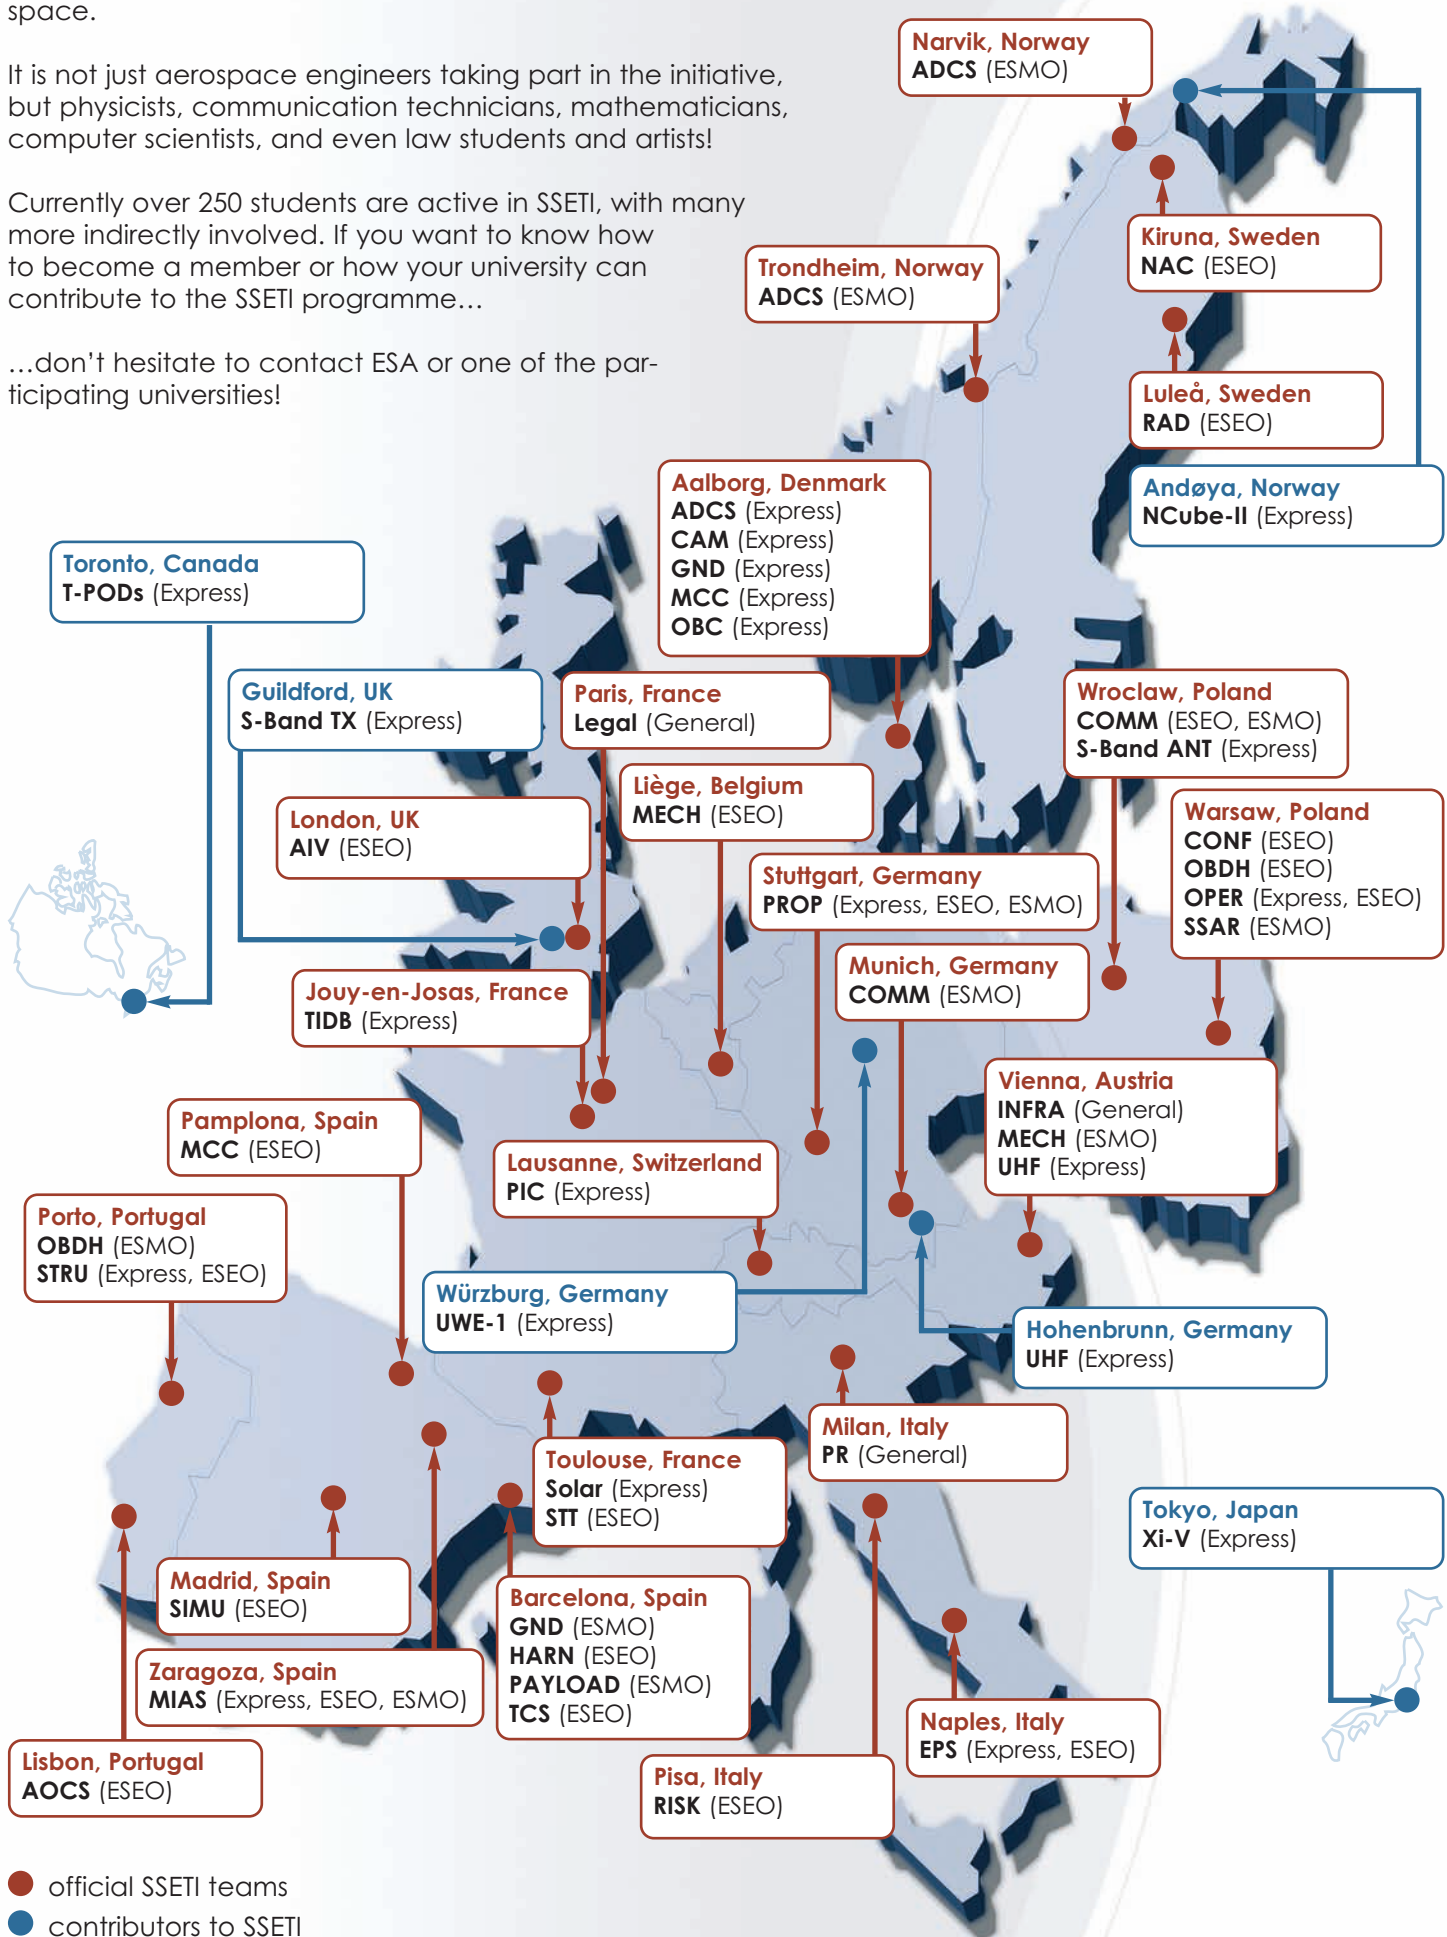 space.
It is not just aerospace engineers taking part in the initiative,
but physicists, communication technicians, mathematicians,
computer scientists, and even law students and artists!
Currently over 250 students are active in SSETI, with many
more indirectly involved. If you want to know how
to become a member or how your university can
contribute to the SSETI programme…
…don't hesitate to contact ESA or one of the par-
ticipating universities!
Narvik, Norway
ADCS (ESMO)
Kiruna, Sweden
NAC (ESEO)
Trondheim, Norway
ADCS (ESMO)
Luleå, Sweden
RAD (ESEO)
Andøya, Norway
NCube-II (Express)
Aalborg, Denmark
ADCS (Express)
CAM (Express)
GND (Express)
MCC (Express)
OBC (Express)
Toronto, Canada
T-PODs (Express)
Guildford, UK
S-Band TX (Express)
Paris, France
Legal (General)
Wroclaw, Poland
COMM (ESEO, ESMO)
S-Band ANT (Express)
Liège, Belgium
MECH (ESEO)
London, UK
AIV (ESEO)
Warsaw, Poland
CONF (ESEO)
OBDH (ESEO)
OPER (Express, ESEO)
SSAR (ESMO)
Stuttgart, Germany
PROP (Express, ESEO, ESMO)
Munich, Germany
COMM (ESMO)
Jouy-en-Josas, France
TIDB (Express)
Vienna, Austria
INFRA (General)
MECH (ESMO)
UHF (Express)
Pamplona, Spain
MCC (ESEO)
Lausanne, Switzerland
PIC (Express)
Porto, Portugal
OBDH (ESMO)
STRU (Express, ESEO)
Würzburg, Germany
UWE-1 (Express)
Hohenbrunn, Germany
UHF (Express)
Milan, Italy
PR (General)
Toulouse, France
Solar (Express)
STT (ESEO)
Tokyo, Japan
Xi-V (Express)
Madrid, Spain
SIMU (ESEO)
Barcelona, Spain
GND (ESMO)
HARN (ESEO)
PAYLOAD (ESMO)
TCS (ESEO)
Zaragoza, Spain
MIAS (Express, ESEO, ESMO)
Naples, Italy
EPS (Express, ESEO)
Lisbon, Portugal
AOCS (ESEO)
Pisa, Italy
RISK (ESEO)
official SSETI teams
contributors to SSETI